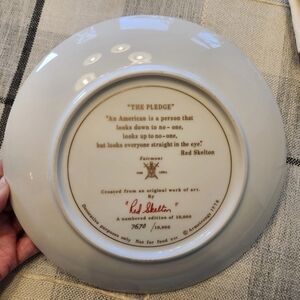 "THE PLEDGE"
"An American is a person that
looks down to no-one,
looks up to no-one,
but looks everyone straight in the eye."
Red Skelton
Fairmont
Created from an original work of art.
By
"Red Skelton"
A numbered edition of 10,000
7670 /10,000
Decorative purposes only Not for food use © Armstrongs 1978